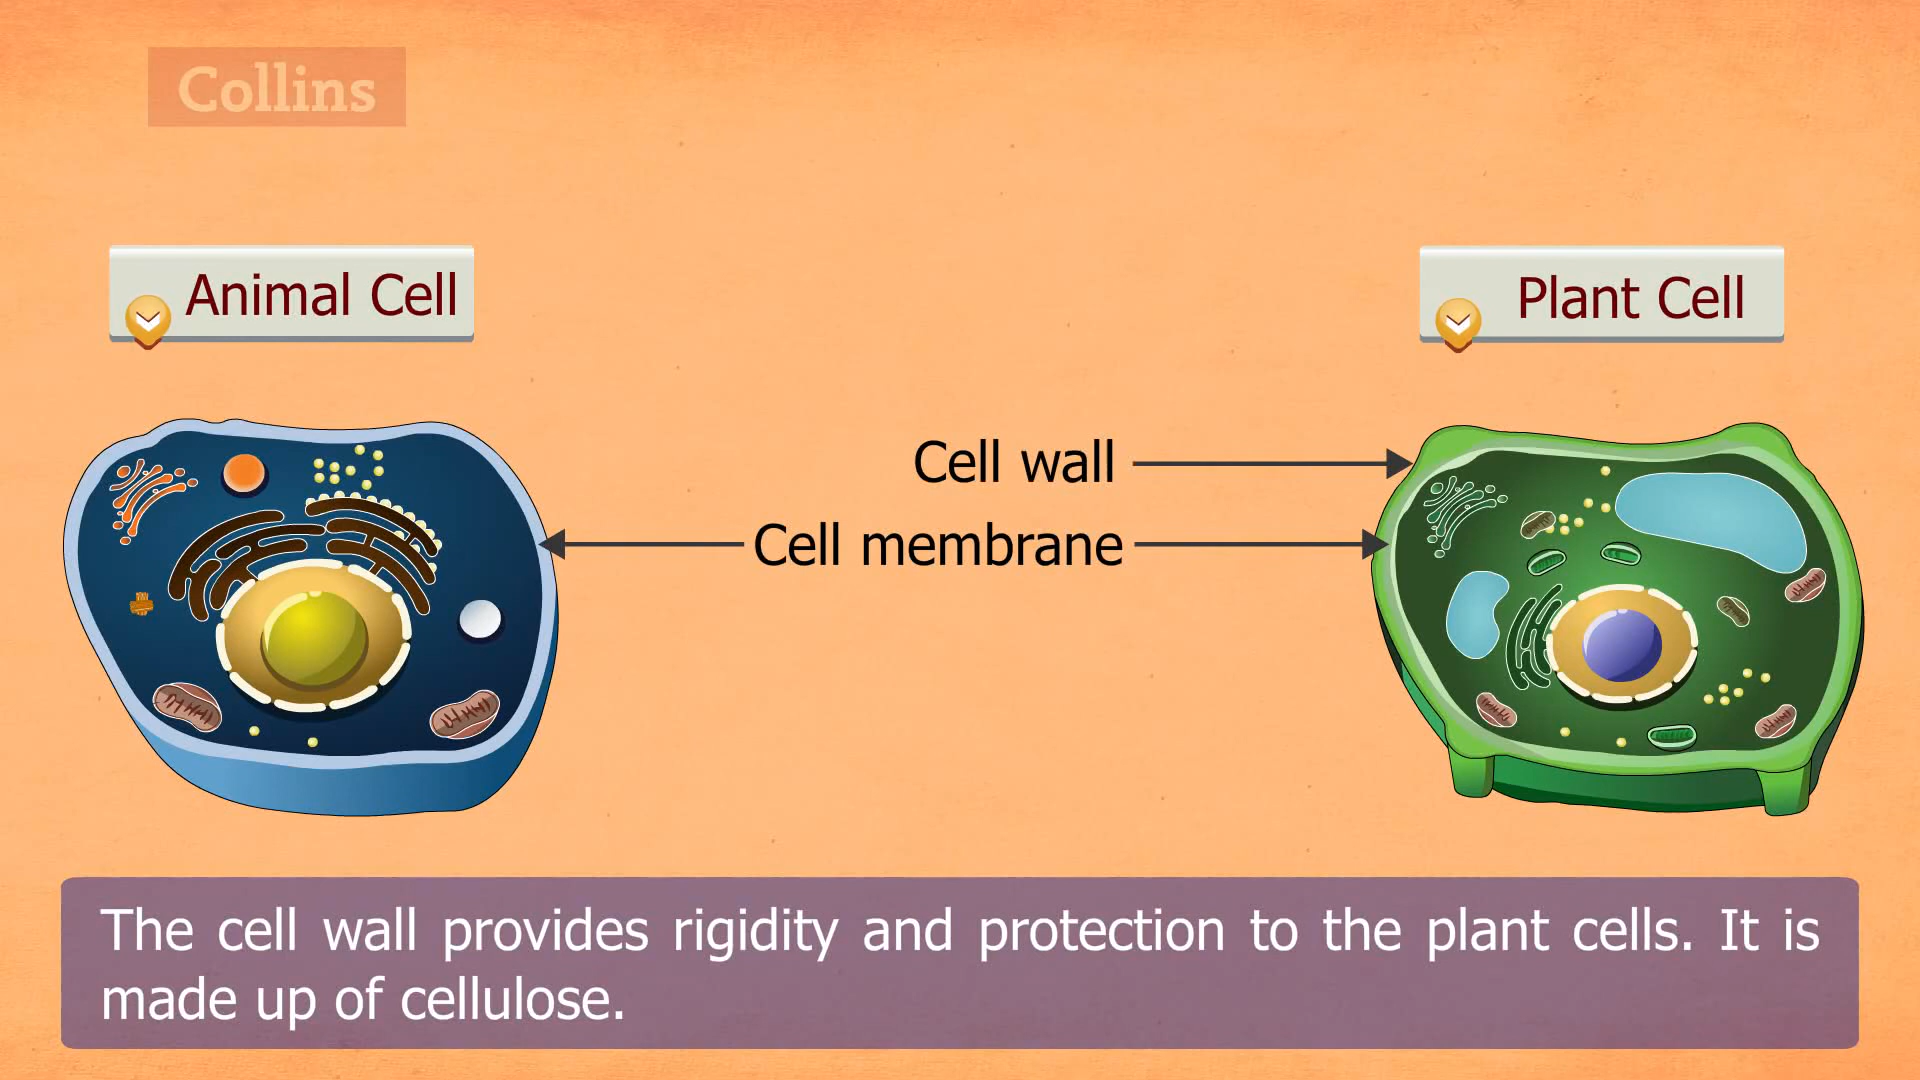 Collins
Animal Cell
Plant Cell
Cell wall
Cell membrane
The cell wall provides rigidity and protection to the plant cells. It is
made up of cellulose.